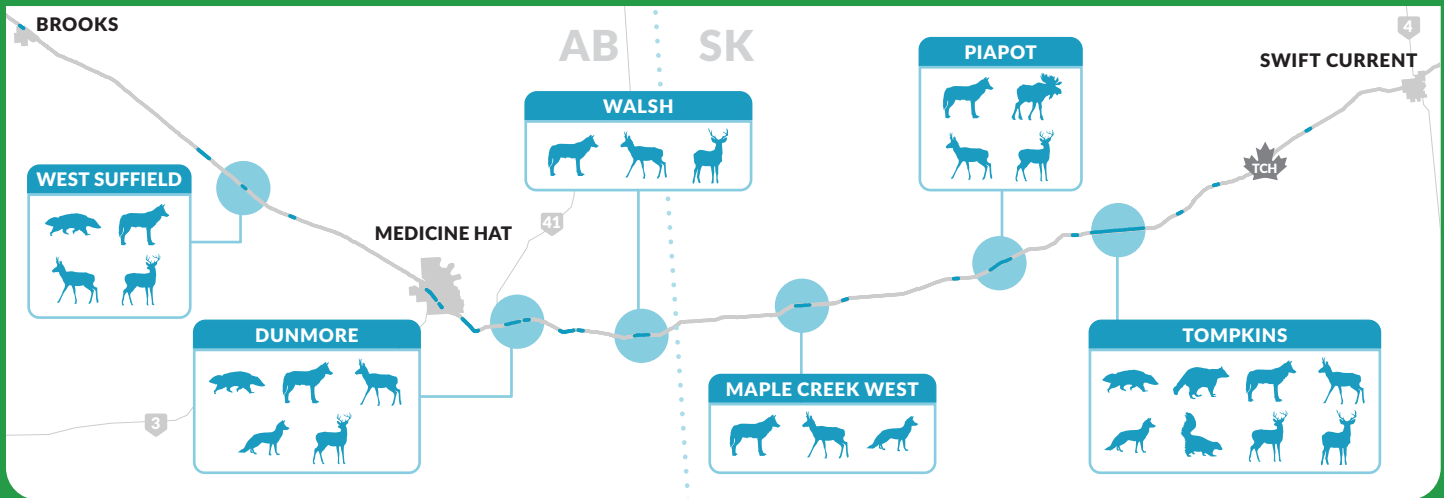 BROOKS
AB
SK
4
SWIFT CURRENT
PIAPOT
WALSH
TCH
WEST SUFFIELD
41
MEDICINE HAT
DUNMORE
TOMPKINS
MAPLE CREEK WEST
3